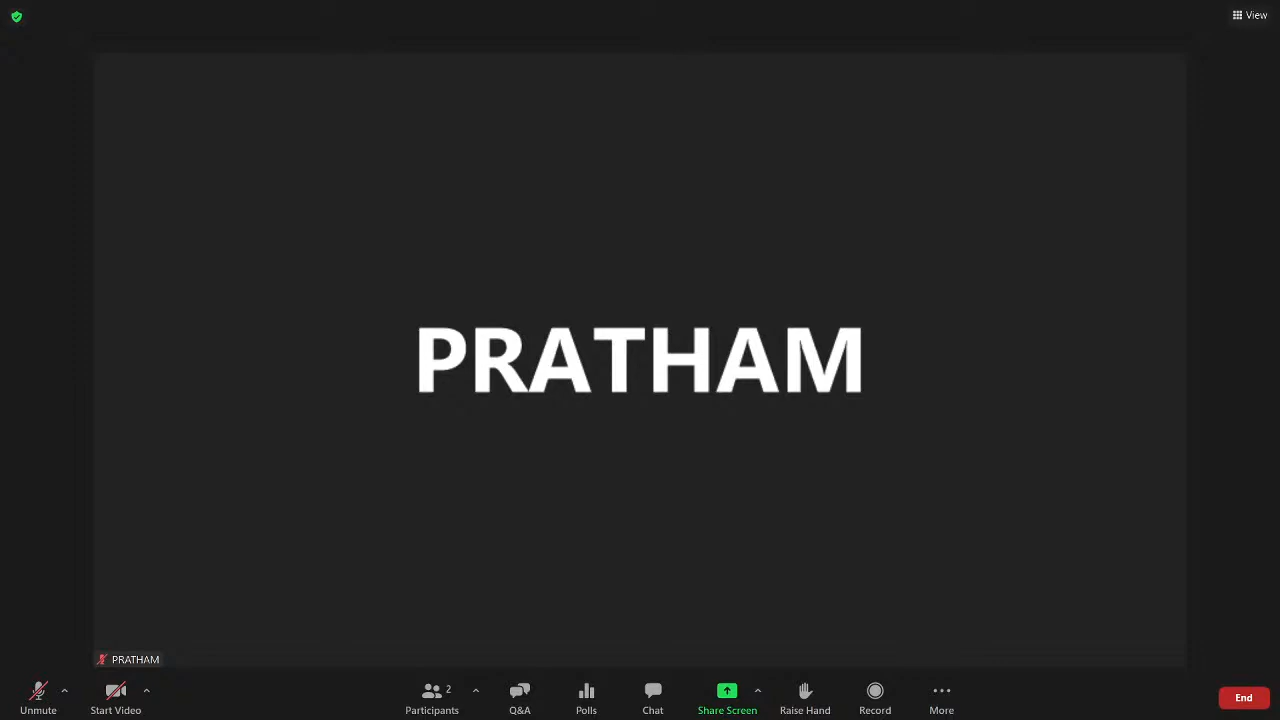 View
PRATHAM
PRATHAM
Unmute
Start Video
Participants
2
Q&A
Polls
Chat
Share Screen
Raise Hand
Record
More
End